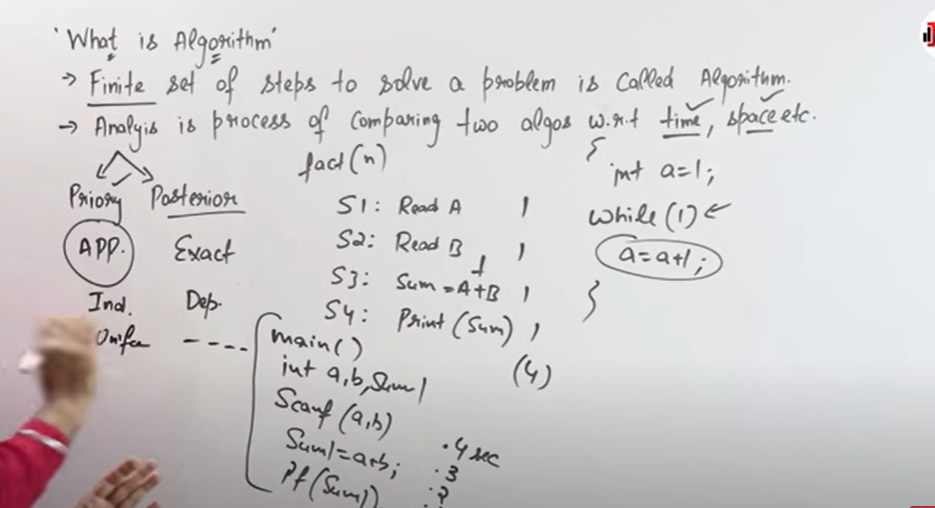 'What is Algorithm'
→ Finite set of steps to solve a problem is called Algorithm.
→ Analyis is process of comparing two algos w.r.t time, space etc.
Priory Posterior
APP. Exact
Ind. Dep.
----
fact(n)
S1: Read A 1
S2: Read B 1
S3: Sum = A+B 1
S4: Print (Sum) 1
(4)
{
int a=1;
while(1) ←
a=a+1;
}
main()
int a,b,Sum1
Scanf (a,b)
Sum1=a+b; .4 sec
Pf(Sum1) .3
.2